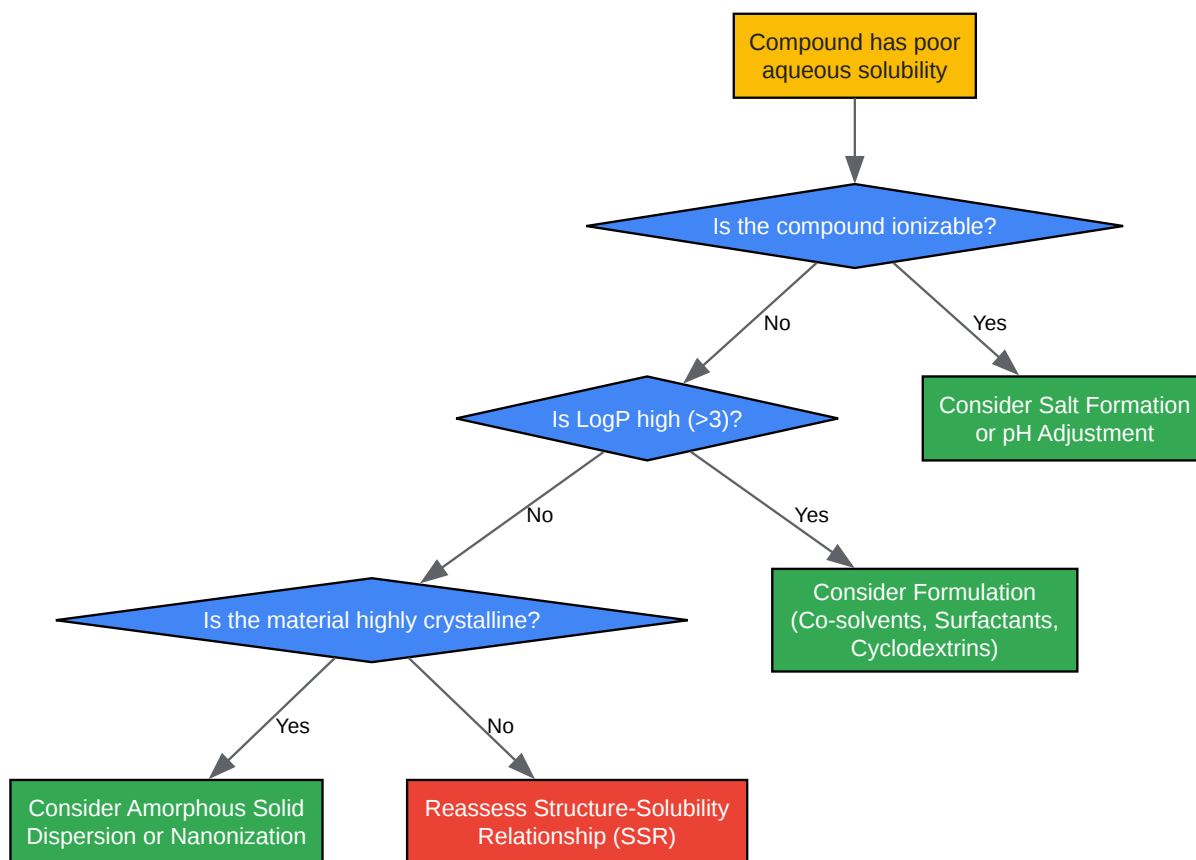 Compound has poor
aqueous solubility
Is the compound ionizable?
No
Yes
Is LogP high (>3)?
Consider Salt Formation
or pH Adjustment
No
Yes
Is the material highly crystalline?
Consider Formulation
(Co-solvents, Surfactants,
Cyclodextrins)
Yes
No
Consider Amorphous Solid
Dispersion or Nanonization
Reassess Structure-Solubility
Relationship (SSR)